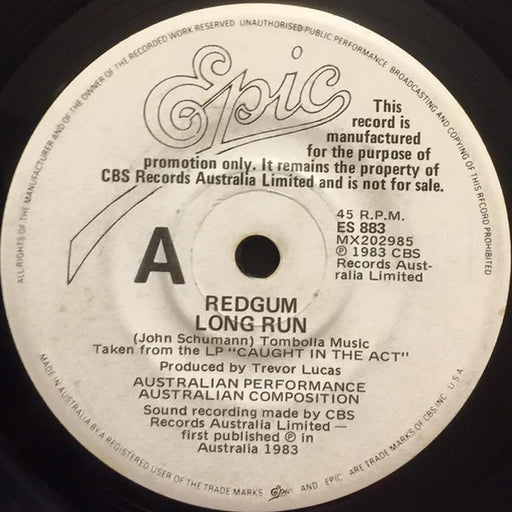 ALL RIGHTS OF THE MANUFACTURER AND OF THE OWNER OF THE RECORDED WORK RESERVED UNAUTHORISED PUBLIC PERFORMANCE BROADCASTING AND COPYING OF THIS RECORD PROHIBITED
Epic
This
record is
manufactured
for the purpose of
promotion only. It remains the property of
CBS Records Australia Limited and is not for sale.
A
45 R.P.M.
ES 883
MX202985
℗ 1983 CBS
Records Aust-
ralia Limited
REDGUM
LONG RUN
(John Schumann) Tombolla Music
Taken from the LP "CAUGHT IN THE ACT"
Produced by Trevor Lucas
AUSTRALIAN PERFORMANCE
AUSTRALIAN COMPOSITION
Sound recording made by CBS
Records Australia Limited —
first published ℗ in
Australia 1983
MADE IN AUSTRALIA BY A REGISTERED USER OF THE TRADE MARKS Epic AND EPIC ARE TRADE MARKS OF CBS INC. U S A